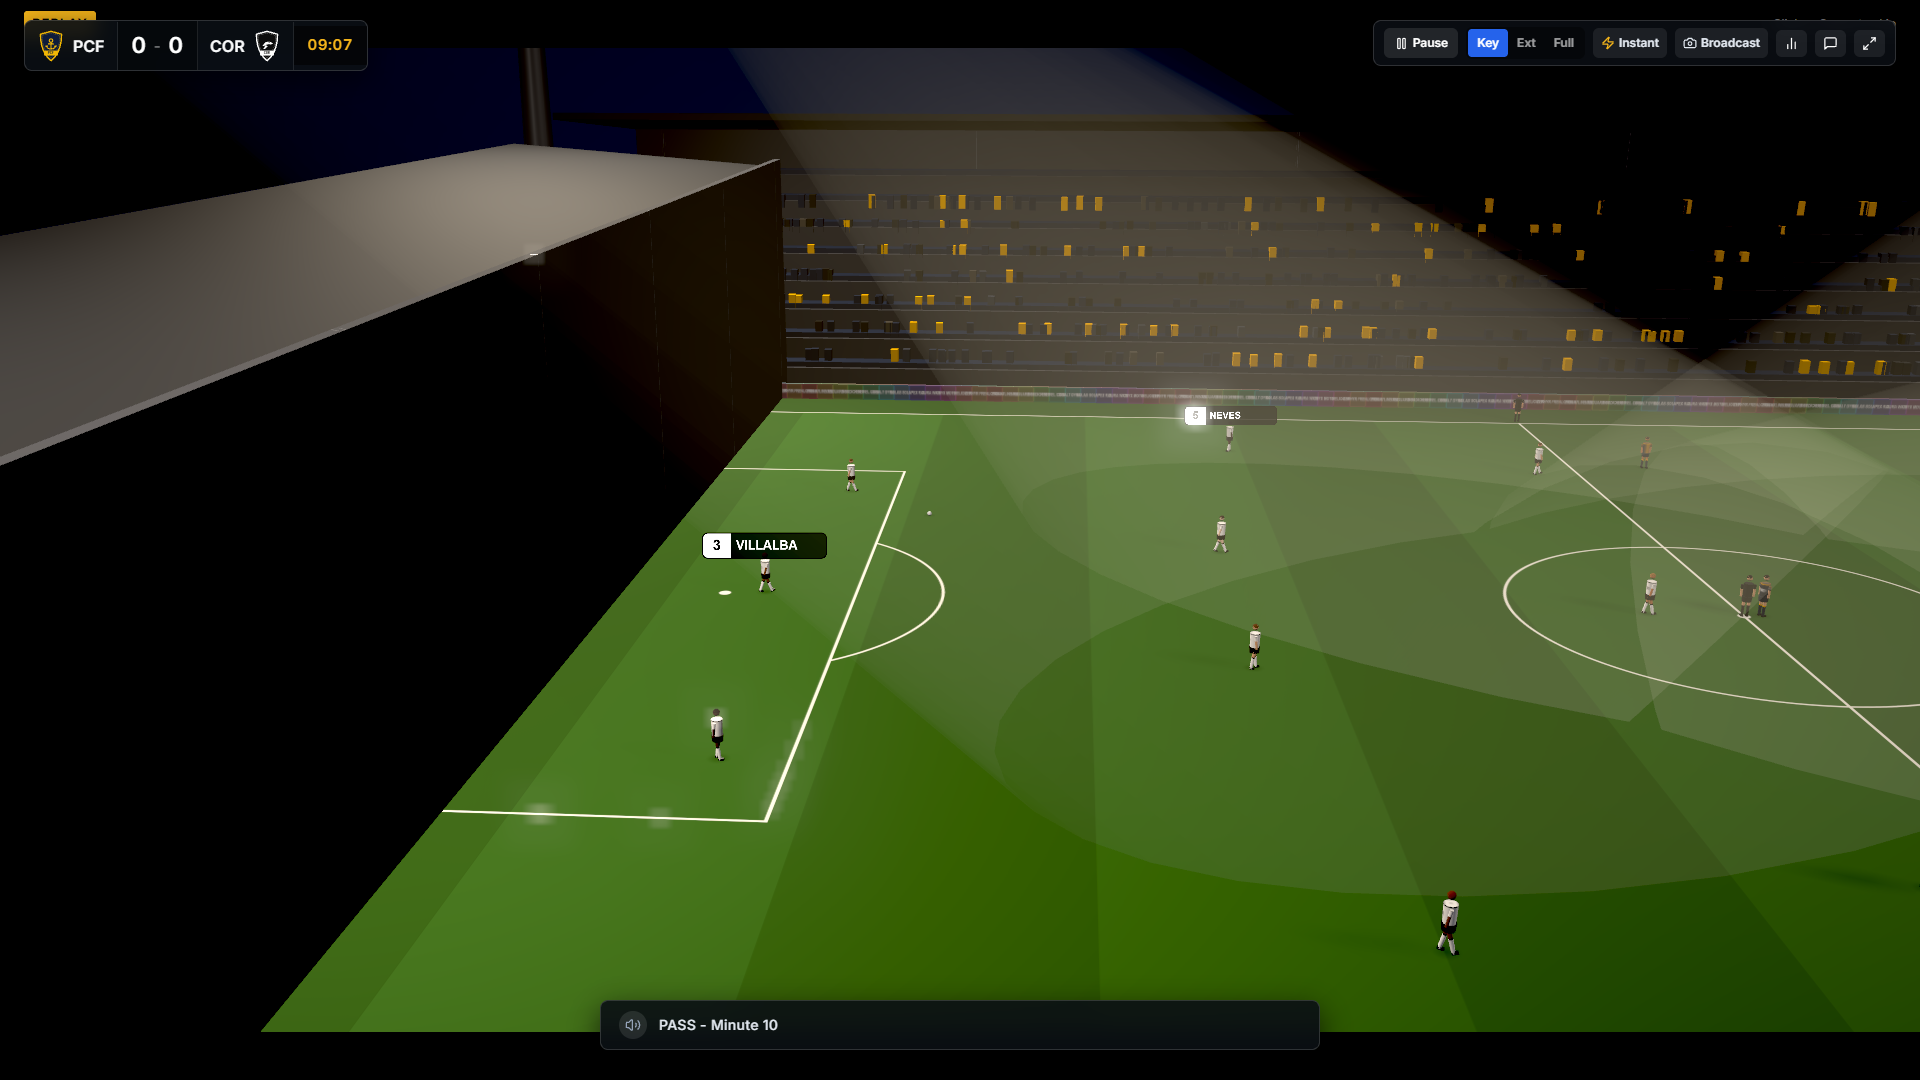 PCF 0 - 0 COR 09:07
Pause Key Ext Full Instant Broadcast
5 NEVES
3 VILLALBA
PASS - Minute 10